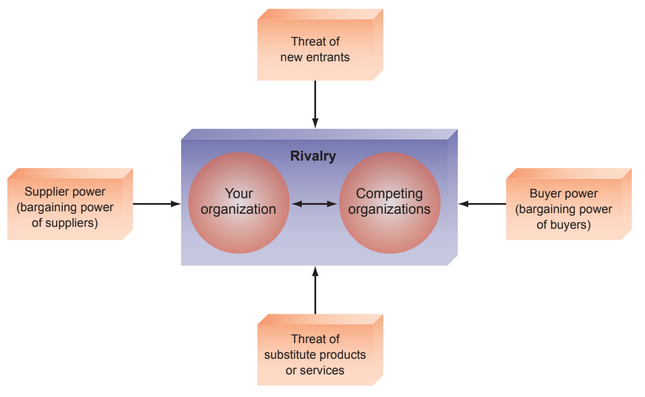 Threat of
new entrants
Rivalry
Supplier power
(bargaining power
of suppliers)
Your
organization
Competing
organizations
Buyer power
(bargaining power
of buyers)
Threat of
substitute products
or services